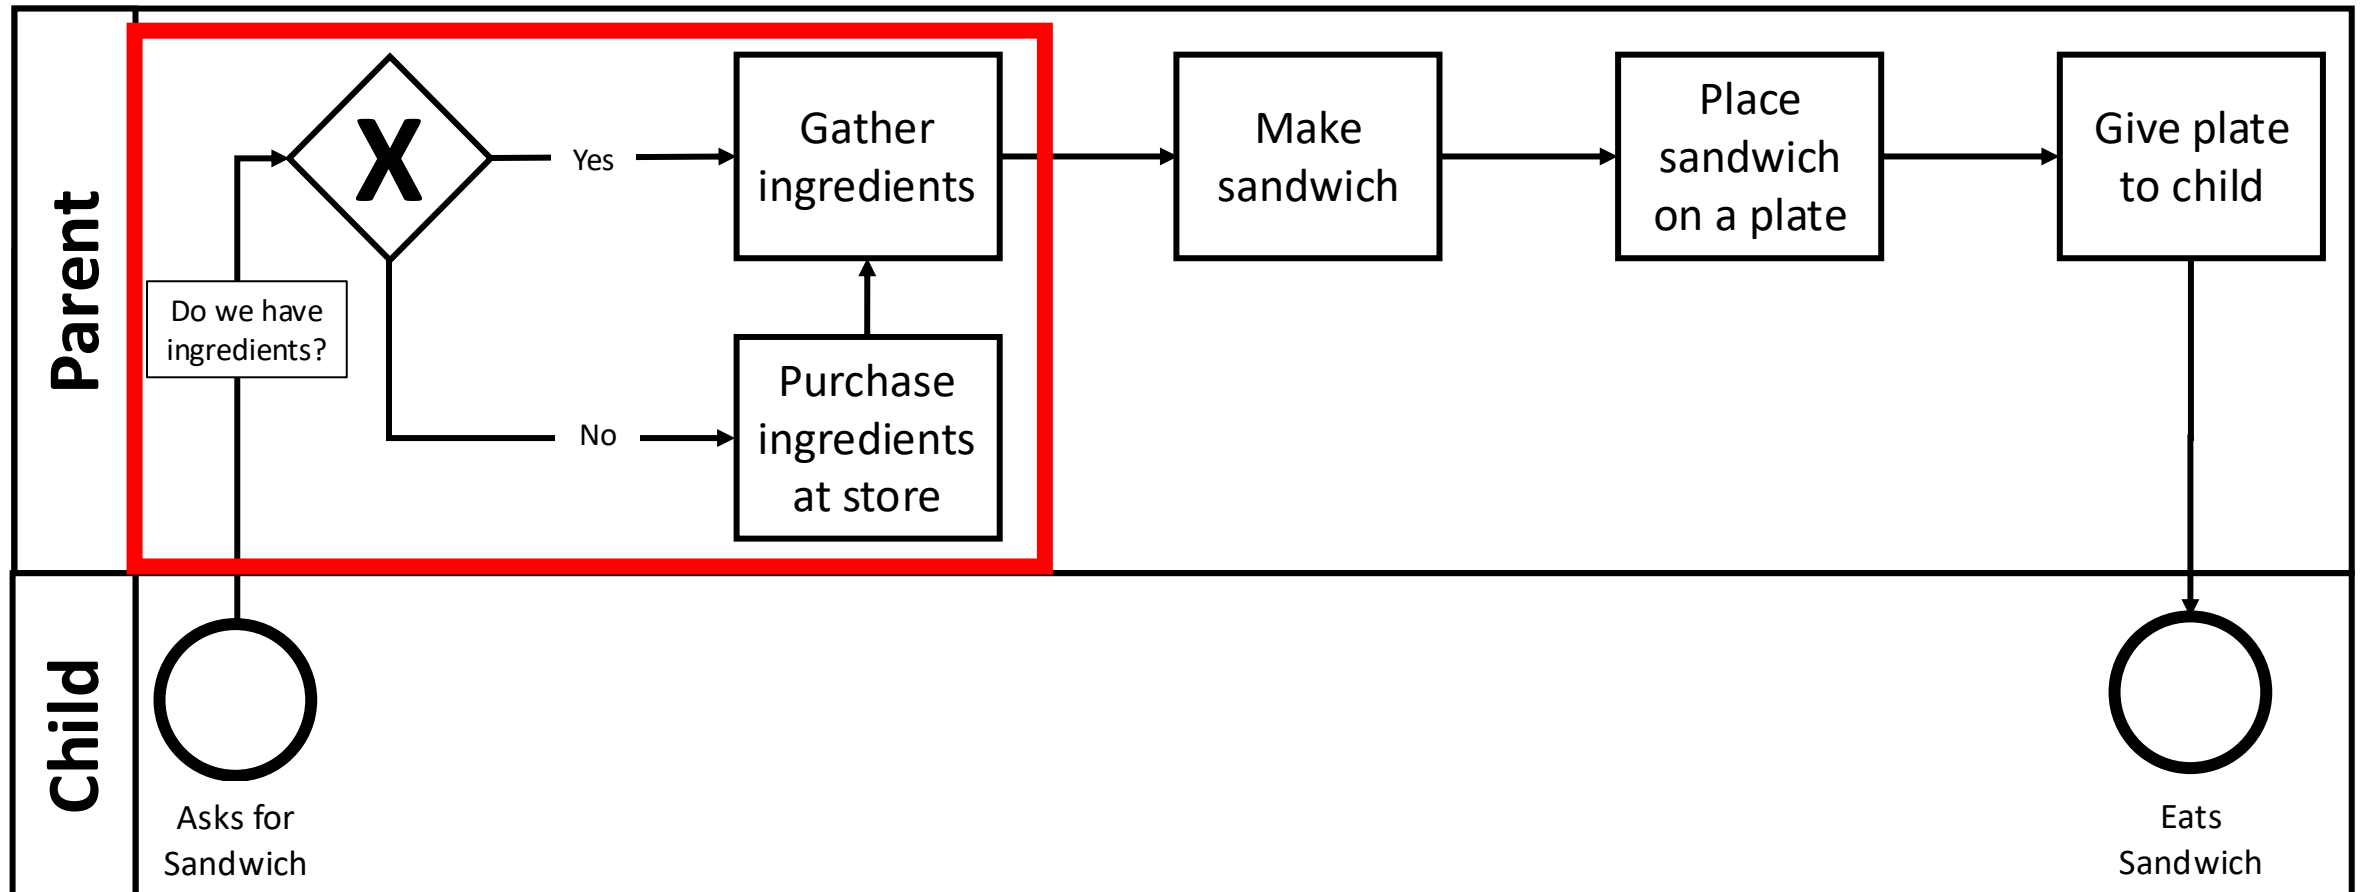 Parent
X
Yes
Gather
ingredients
Make
sandwich
Place
sandwich
on a plate
Give plate
to child
Do we have
ingredients?
No
Purchase
ingredients
at store
Child
Asks for
Sandwich
Eats
Sandwich